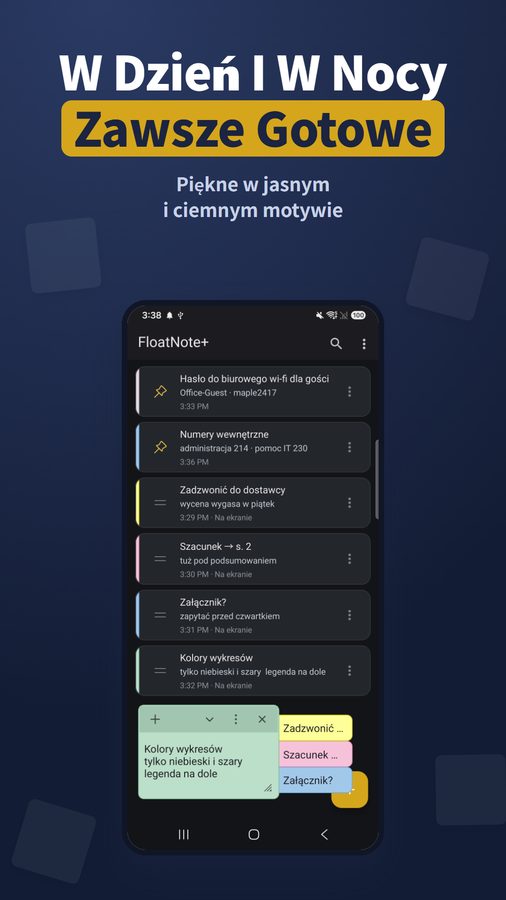 W Dzień I W Nocy
Zawsze Gotowe
Piękne w jasnym
i ciemnym motywie
3:38
100
FloatNote+
Hasło do biurowego wi-fi dla gości
Office-Guest · maple2417
3:33 PM
Numery wewnętrzne
administracja 214 · pomoc IT 230
3:36 PM
Zadzwonić do dostawcy
wycena wygasa w piątek
3:29 PM · Na ekranie
Szacunek → s. 2
tuż pod podsumowaniem
3:30 PM · Na ekranie
Załącznik?
zapytać przed czwartkiem
3:31 PM · Na ekranie
Kolory wykresów
tylko niebieski i szary legenda na dole
3:32 PM · Na ekranie
Kolory wykresów
tylko niebieski i szary
legenda na dole
Zadzwonić ...
Szacunek ...
Załącznik?